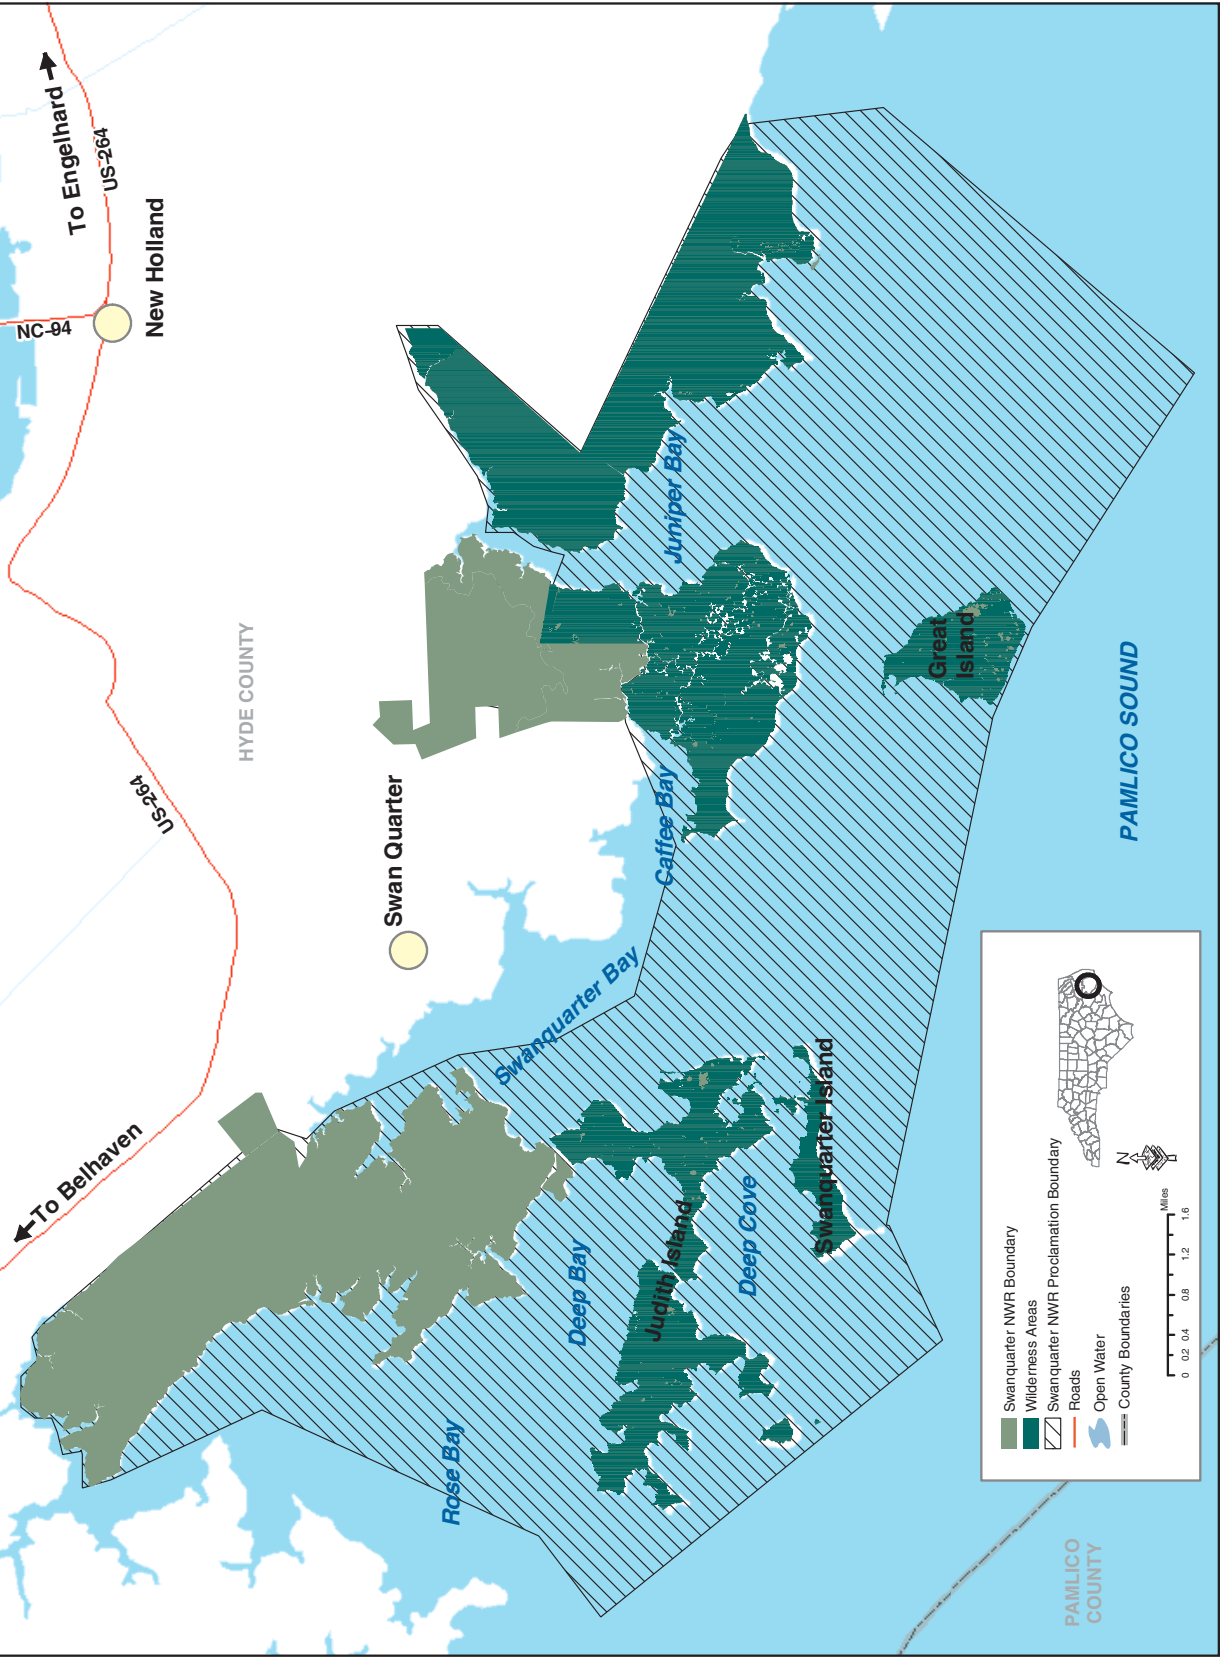 To Engelhard
US-264
NC-94
New Holland
HYDE COUNTY
US-264
Swan Quarter
To Belhaven
Juniper Bay
Great
Island
Caffee Bay
Swanquarter Bay
PAMLICO SOUND
Swanquarter Island
Judith Island
Deep Cove
Deep Bay
Rose Bay
PAMLICO
COUNTY
Swanquarter NWR Boundary
Wilderness Areas
Swanquarter NWR Proclamation Boundary
Roads
Open Water
County Boundaries
N
Miles
0 0.2 0.4 0.8 1.2 1.6